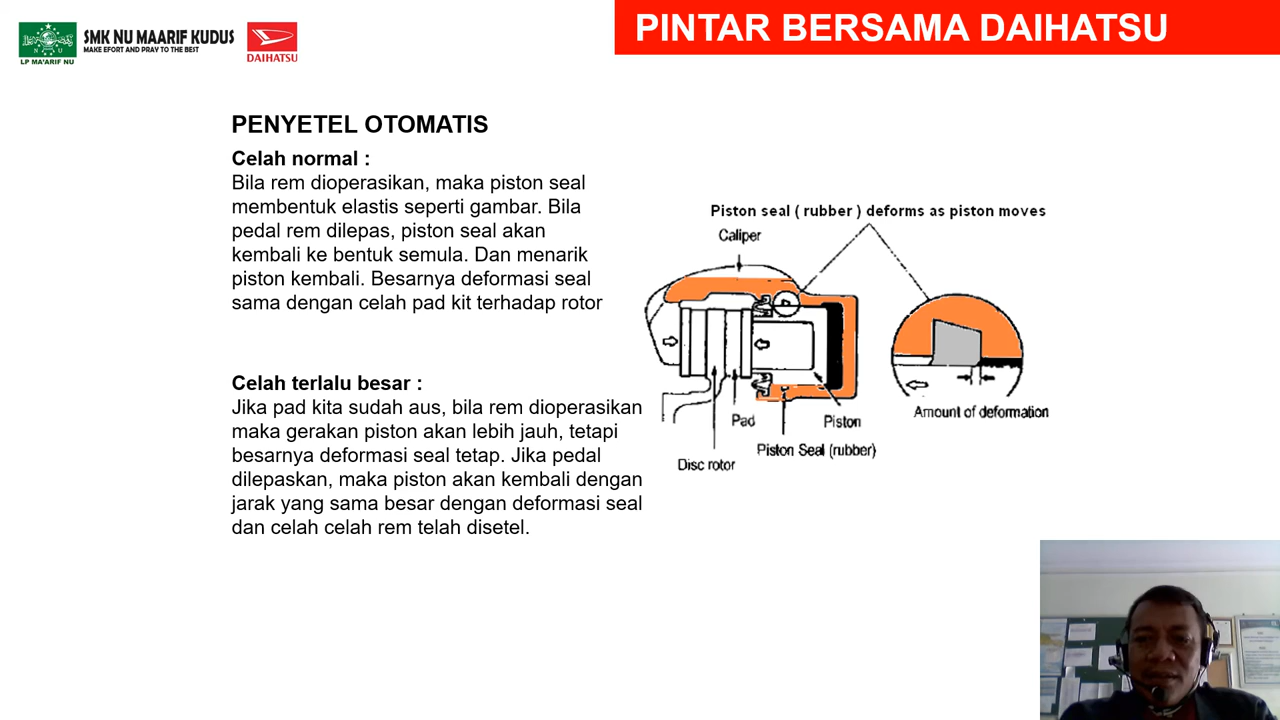 LP MA'ARIF NU
SMK NU MAARIF KUDUS
MAKE EFORT AND PRAY TO THE BEST
DAIHATSU
PINTAR BERSAMA DAIHATSU
PENYETEL OTOMATIS
Celah normal :
Bila rem dioperasikan, maka piston seal
membentuk elastis seperti gambar. Bila
pedal rem dilepas, piston seal akan
kembali ke bentuk semula. Dan menarik
piston kembali. Besarnya deformasi seal
sama dengan celah pad kit terhadap rotor
Celah terlalu besar :
Jika pad kita sudah aus, bila rem dioperasikan
maka gerakan piston akan lebih jauh, tetapi
besarnya deformasi seal tetap. Jika pedal
dilepaskan, maka piston akan kembali dengan
jarak yang sama besar dengan deformasi seal
dan celah celah rem telah disetel.
Piston seal ( rubber ) deforms as piston moves
Caliper
Amount of deformation
Pad
Piston
Piston Seal (rubber)
Disc rotor